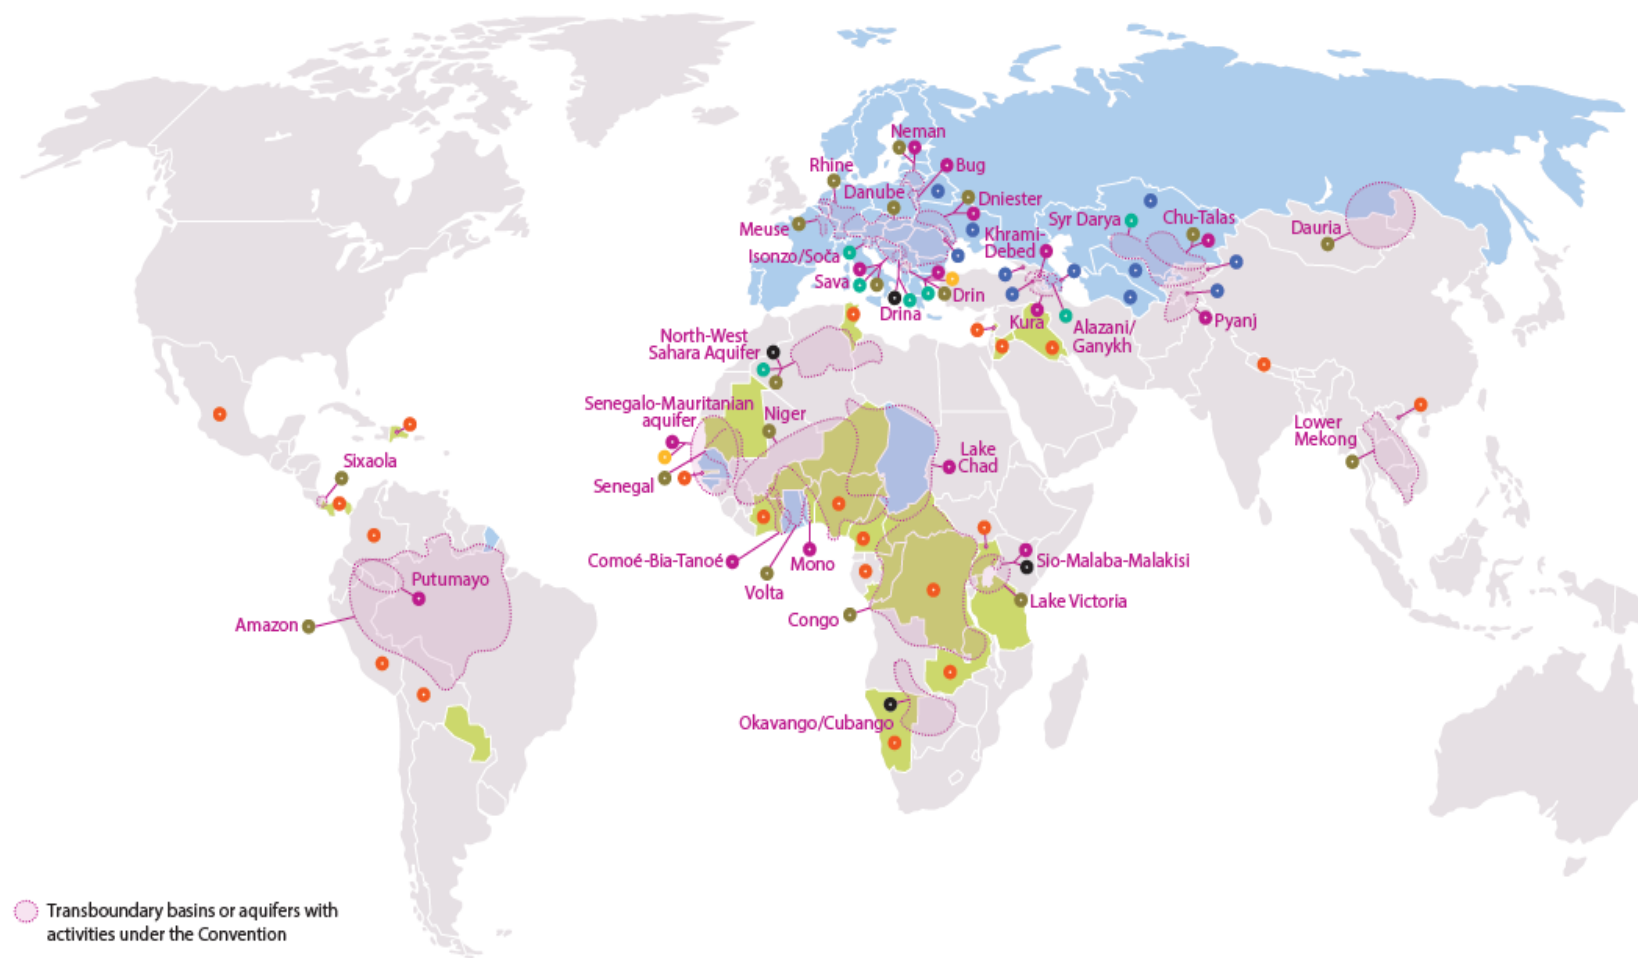 Neman
Rhine
Bug
Danube
Dniester
Meuse
Khrami-
Debed
Syr Darya
Chu-Talas
Dauria
Isonzo/Soča
Sava
Drin
Drina
Kura
Alazani/
Ganykh
Pyanj
North-West
Sahara Aquifer
Senegalo-Mauritanian
aquifer
Niger
Lower
Mekong
Lake
Chad
Sixaola
Senegal
Comoé-Bia-Tanoé
Mono
Volta
Sio-Malaba-Malakisi
Putumayo
Lake Victoria
Congo
Amazon
Okavango/Cubango
Transboundary basins or aquifers with
activities under the Convention